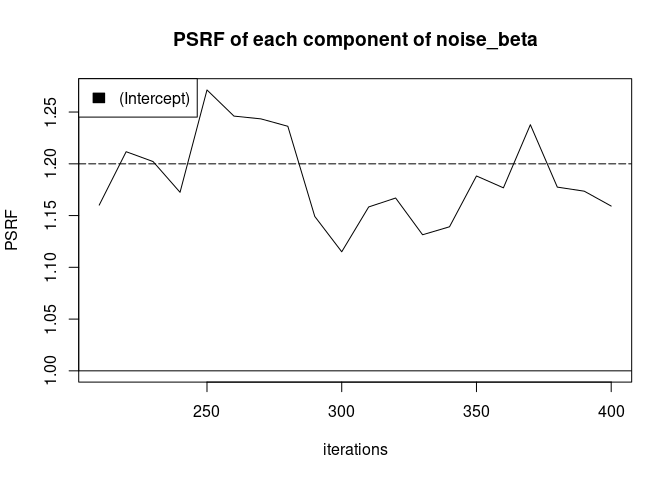 PSRF of each component of noise_beta
(Intercept)
1.25
1.20
1.15
1.10
1.05
1.00
PSRF
250 300 350 400
iterations